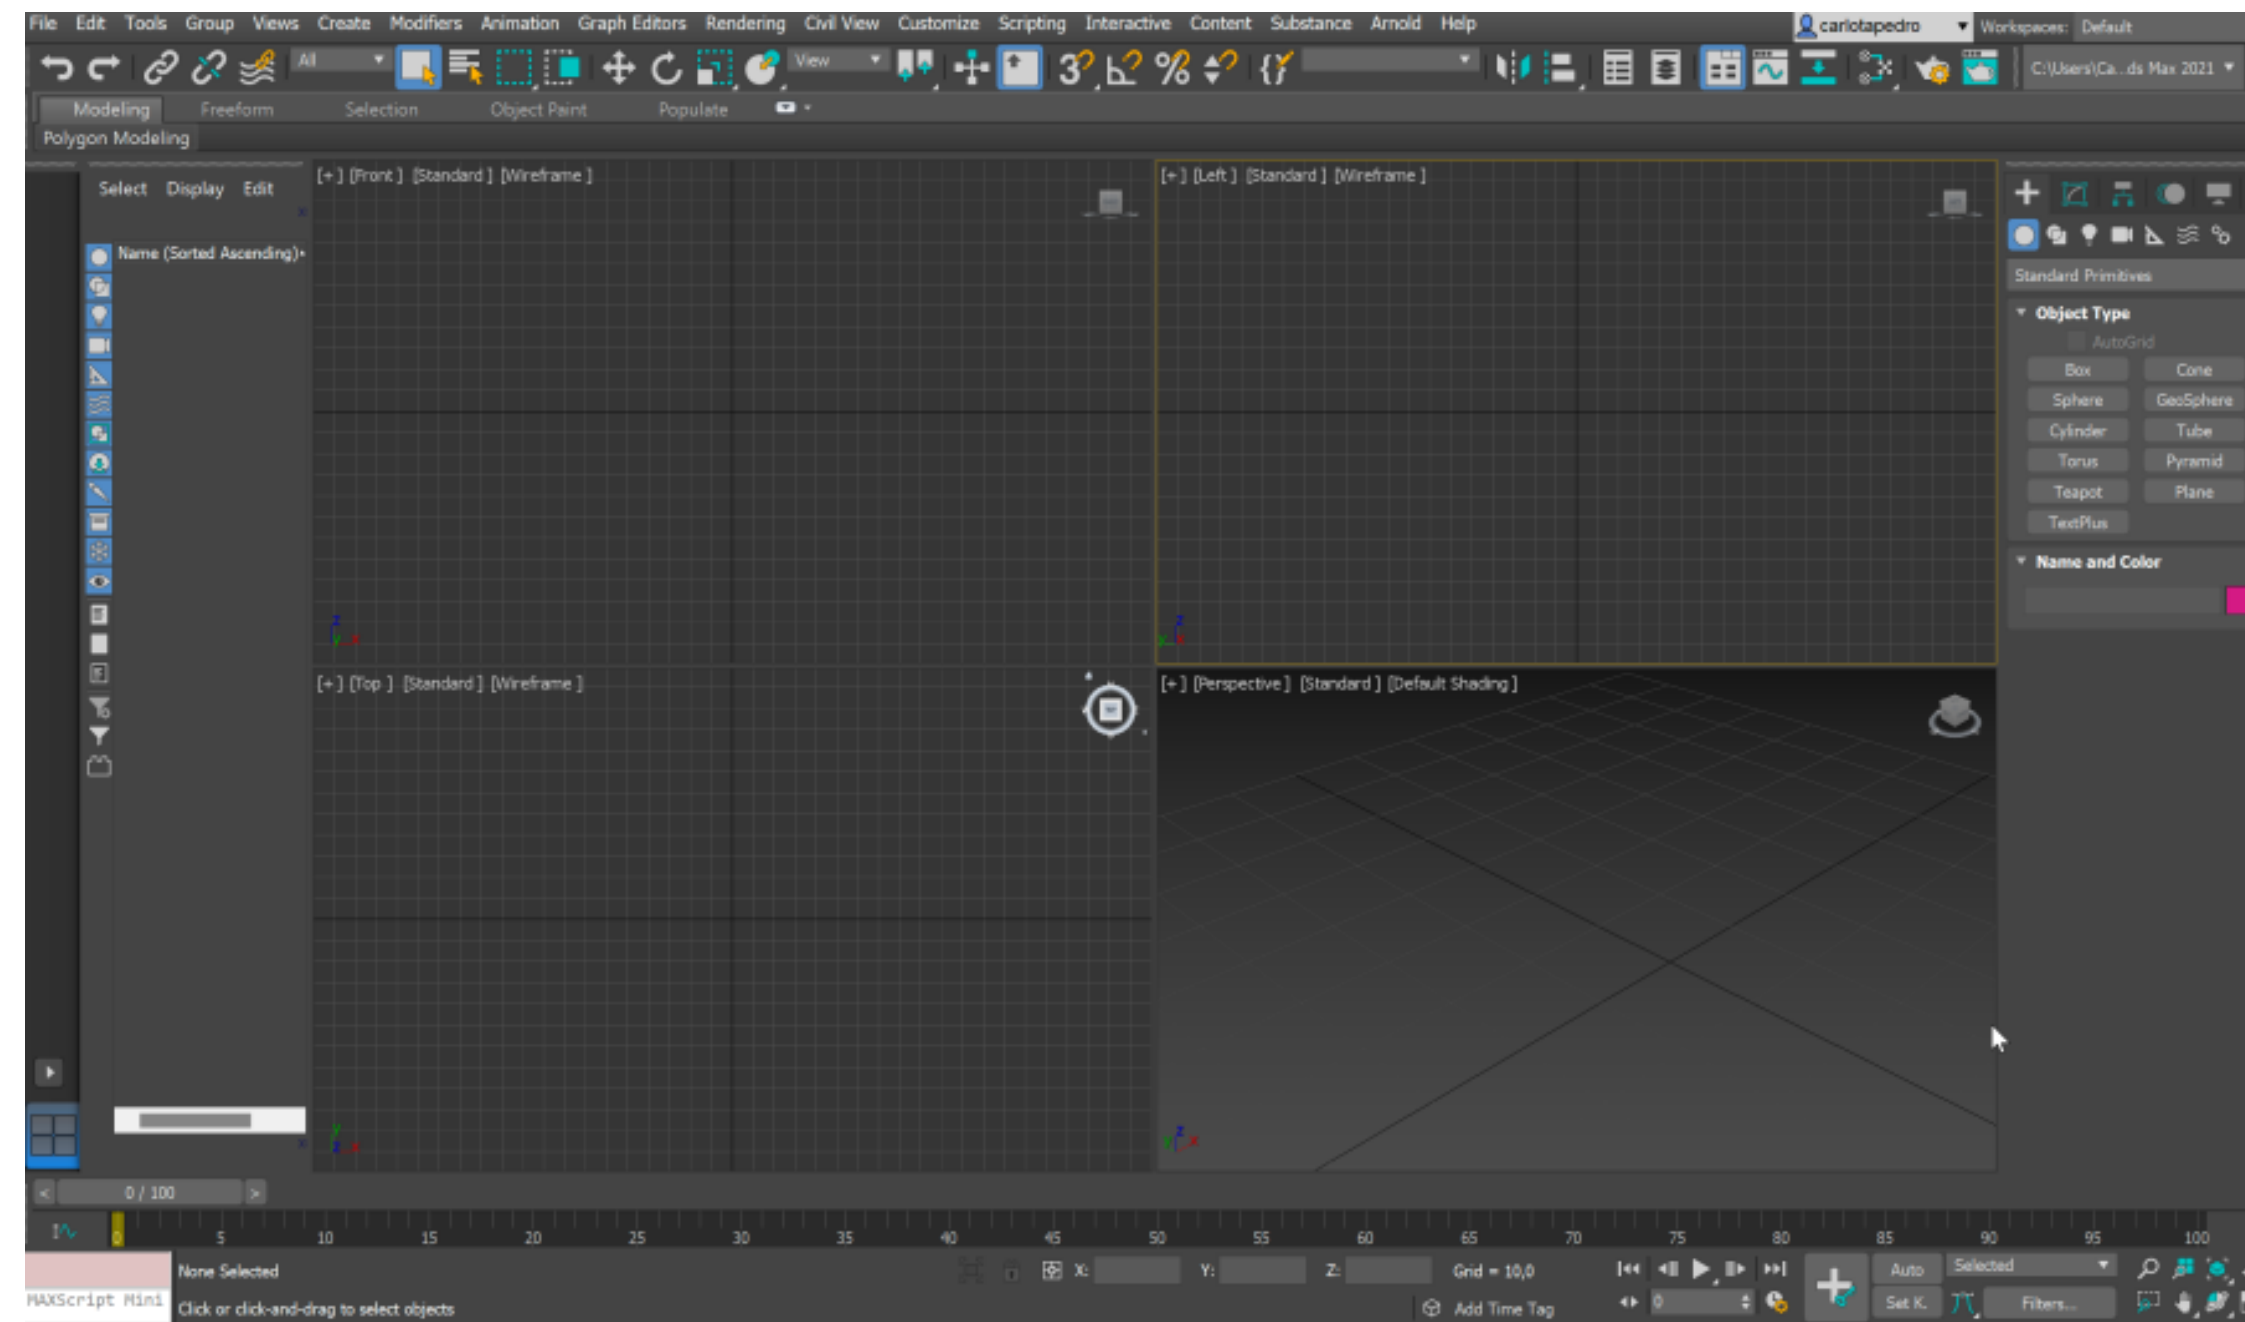 File Edit Tools Group Views Create Modifiers Animation Graph Editors Rendering Civil View Customize Scripting Interactive Content Substance Arnold Help carlotapedro Workspaces: Default
All View C:\Users\Ca...ds Max 2021
Modeling Freeform Selection Object Paint Populate
Polygon Modeling
Select Display Edit
Name (Sorted Ascending)
[+] [Front] [Standard] [Wireframe]
[+] [Left] [Standard] [Wireframe]
[+] [Top] [Standard] [Wireframe]
[+] [Perspective] [Standard] [Default Shading]
Standard Primitives
Object Type
AutoGrid
Box Cone
Sphere GeoSphere
Cylinder Tube
Torus Pyramid
Teapot Plane
TextPlus
Name and Color
< 0 / 100 >
0 5 10 15 20 25 30 35 40 45 50 55 60 65 70 75 80 85 90 95 100
None Selected X: Y: Z: Grid = 10,0 Auto Selected
MAXScript Mini Click or click-and-drag to select objects Add Time Tag 0 Set K. Filters...